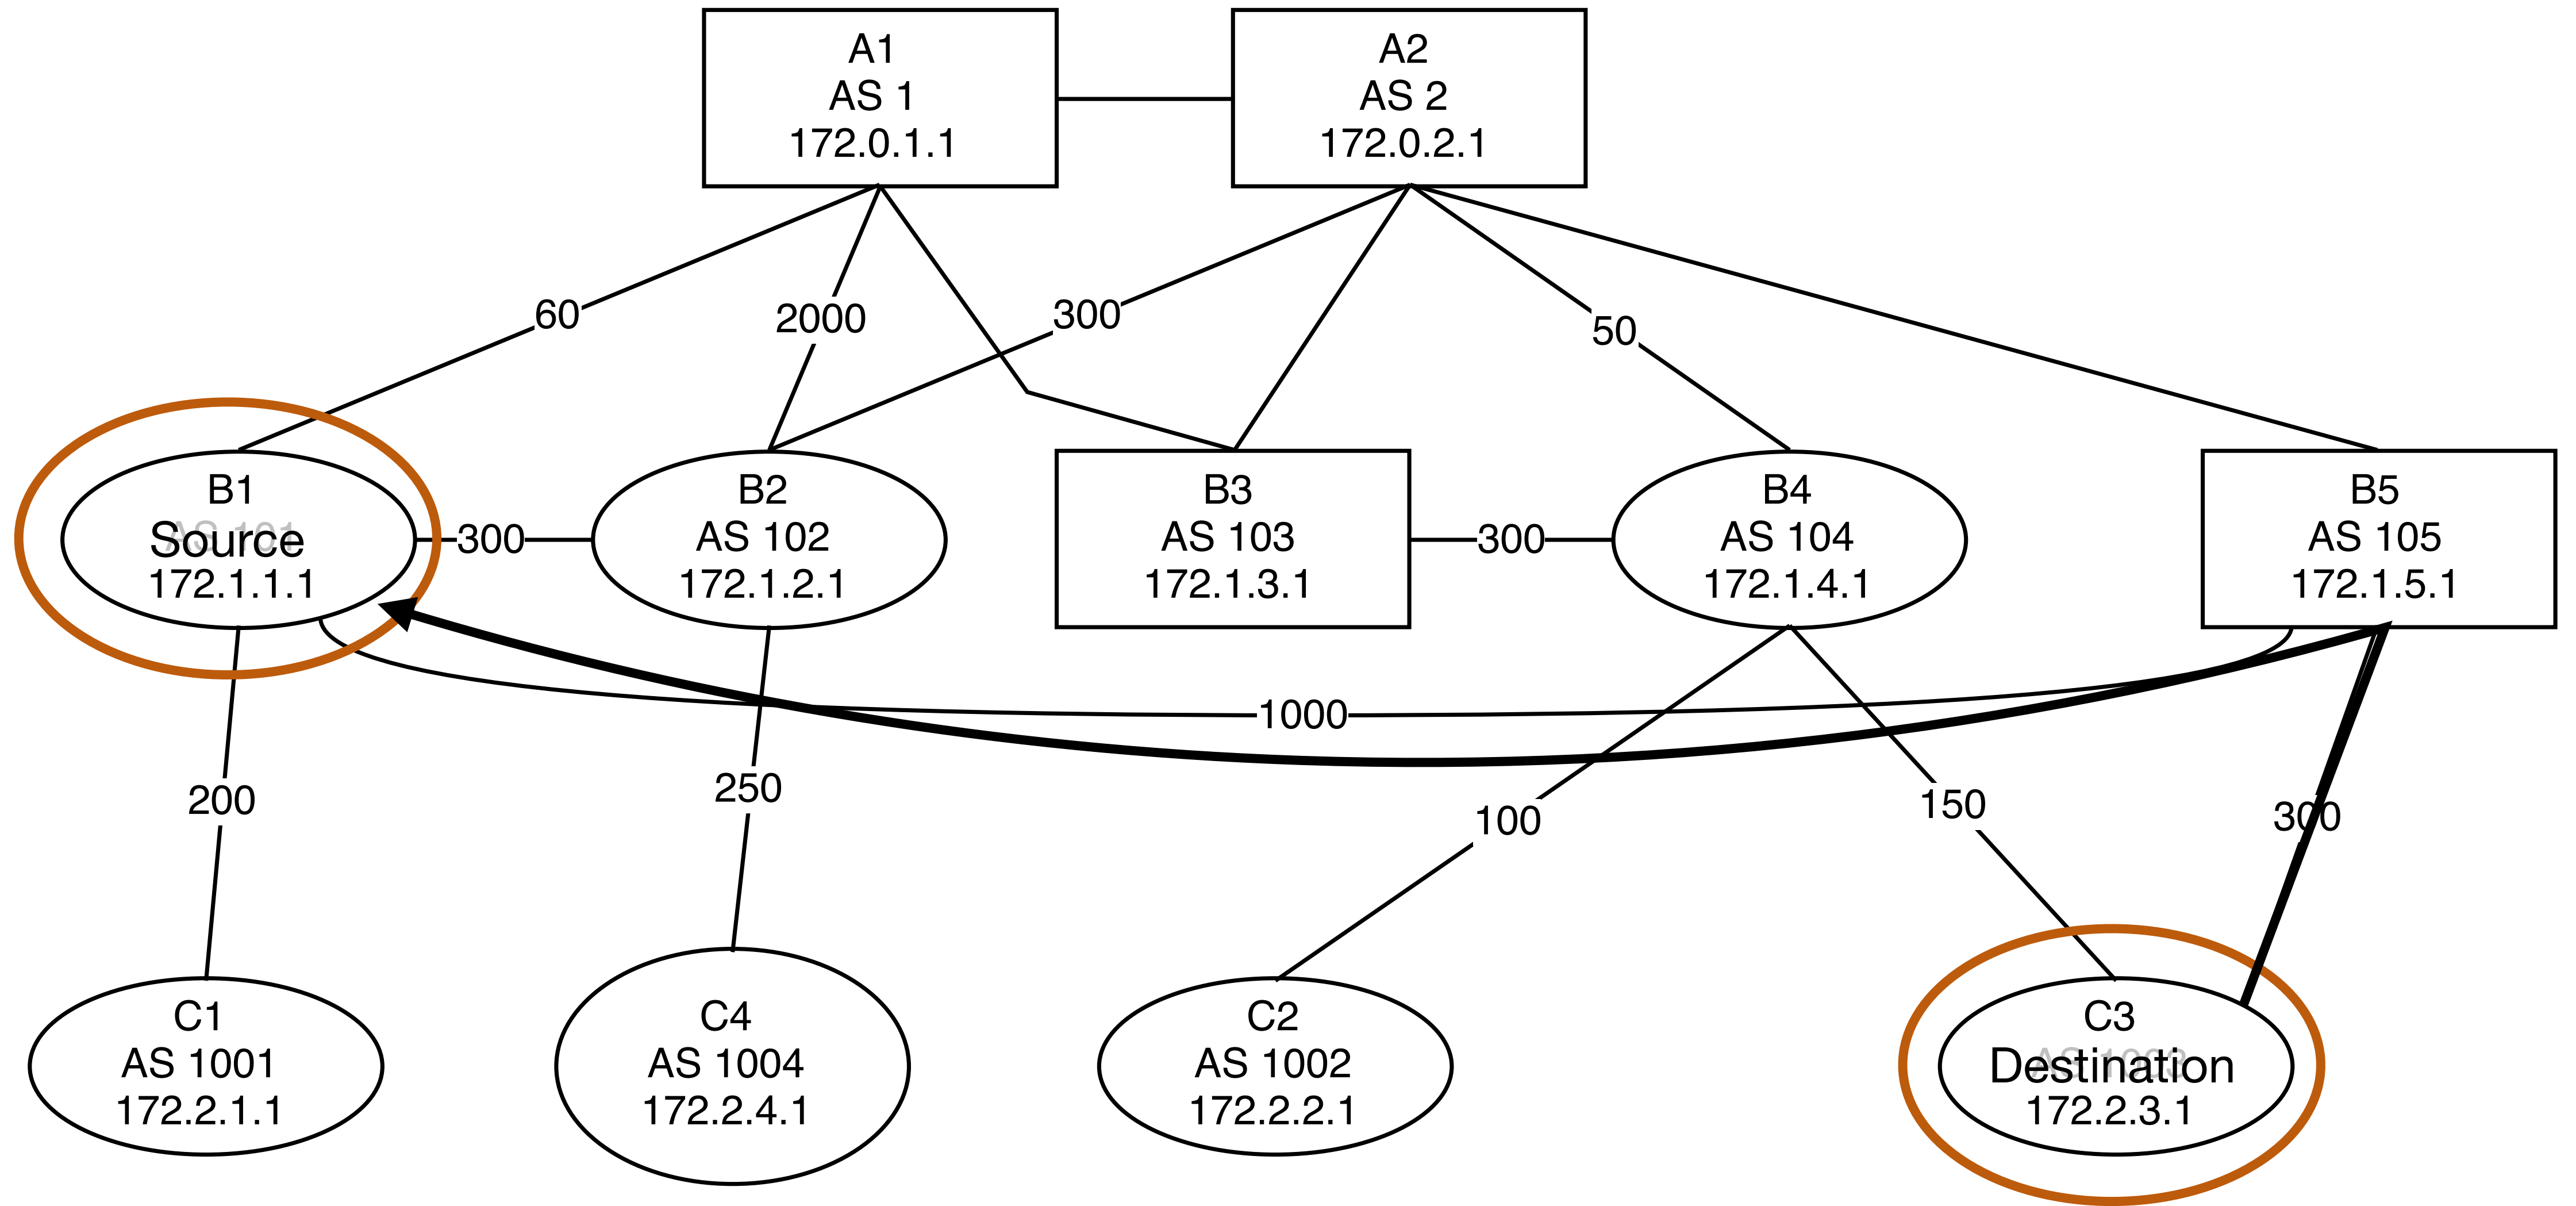 A1
AS 1
172.0.1.1
A2
AS 2
172.0.2.1
60
2000
300
50
B1
Source
172.1.1.1
300
B2
AS 102
172.1.2.1
B3
AS 103
172.1.3.1
300
B4
AS 104
172.1.4.1
B5
AS 105
172.1.5.1
1000
200
250
100
150
300
C1
AS 1001
172.2.1.1
C4
AS 1004
172.2.4.1
C2
AS 1002
172.2.2.1
C3
Destination
172.2.3.1